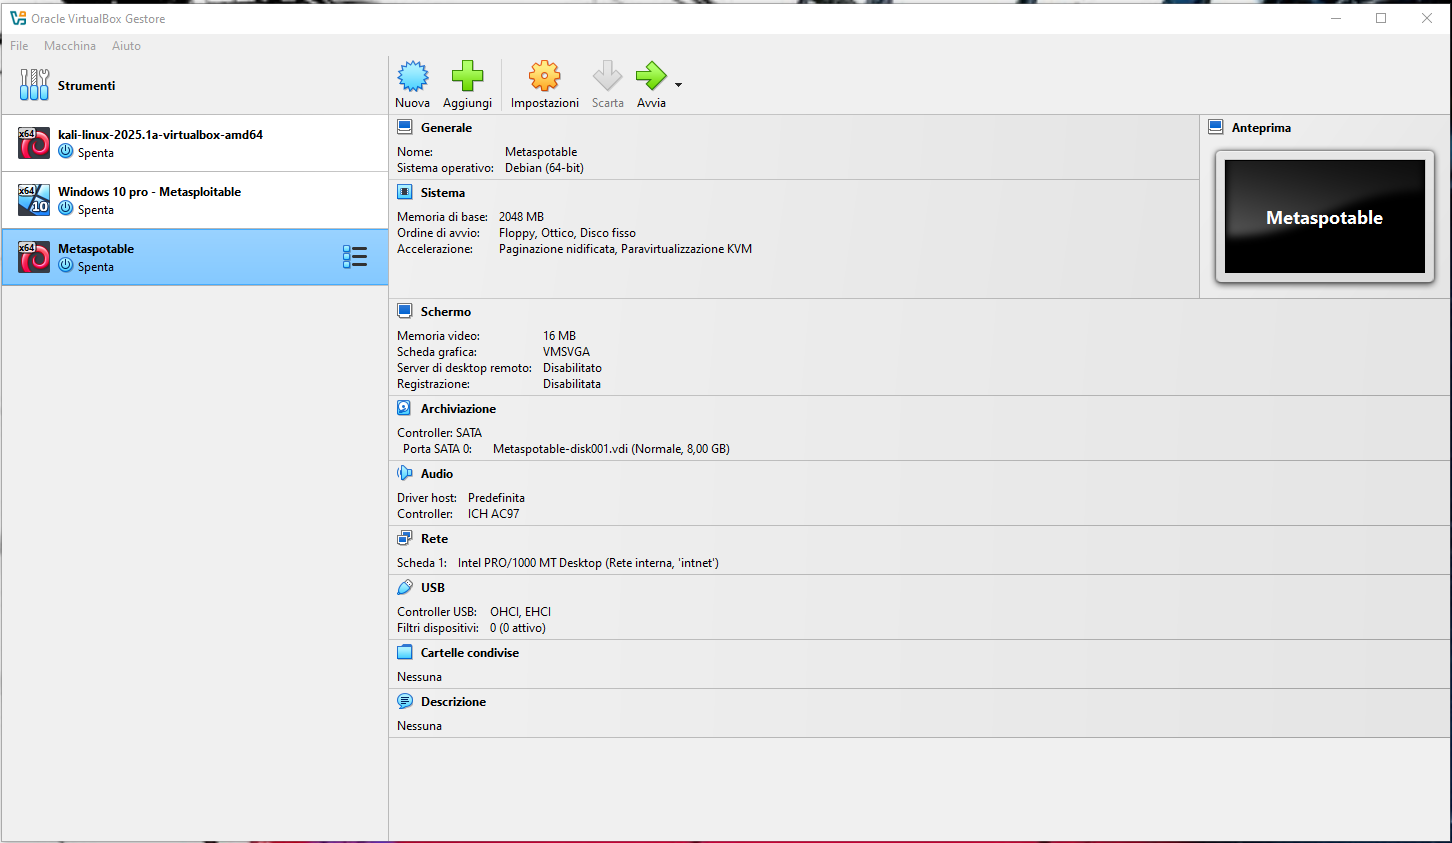 Oracle VirtualBox Gestore
File Macchina Aiuto
Strumenti
Nuova Aggiungi Impostazioni Scarta Avvia
x64
kali-linux-2025.1a-virtualbox-amd64
Spenta
x64
10
Windows 10 pro - Metasploitable
Spenta
x64
Metaspotable
Spenta
Generale
Nome: Metaspotable
Sistema operativo: Debian (64-bit)
Sistema
Memoria di base: 2048 MB
Ordine di avvio: Floppy, Ottico, Disco fisso
Accelerazione: Paginazione nidificata, Paravirtualizzazione KVM
Anteprima
Metaspotable
Schermo
Memoria video: 16 MB
Scheda grafica: VMSVGA
Server di desktop remoto: Disabilitato
Registrazione: Disabilitata
Archiviazione
Controller: SATA
Porta SATA 0: Metaspotable-disk001.vdi (Normale, 8,00 GB)
Audio
Driver host: Predefinita
Controller: ICH AC97
Rete
Scheda 1: Intel PRO/1000 MT Desktop (Rete interna, 'intnet')
USB
Controller USB: OHCI, EHCI
Filtri dispositivi: 0 (0 attivo)
Cartelle condivise
Nessuna
Descrizione
Nessuna